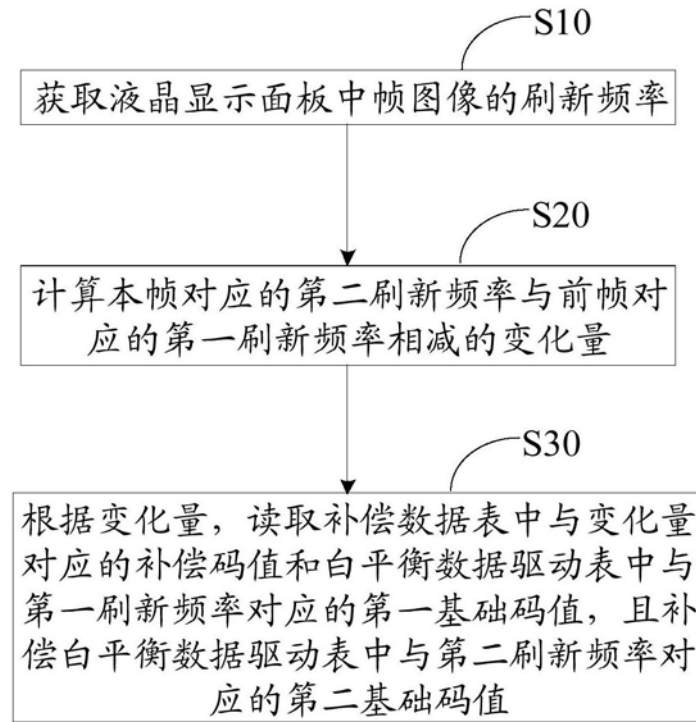 S10
获取液晶显示面板中帧图像的刷新频率
S20
计算本帧对应的第二刷新频率与前帧对
应的第一刷新频率相减的变化量
S30
根据变化量，读取补偿数据表中与变化量
对应的补偿码值和白平衡数据驱动表中与
第一刷新频率对应的第一基础码值，且补
偿白平衡数据驱动表中与第二刷新频率对
应的第二基础码值